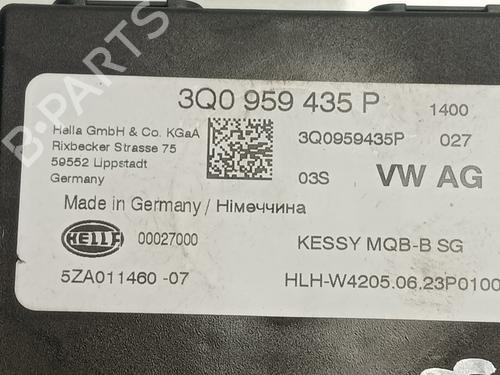 B-PARTS
3Q0 959 435 P 1400
Hella GmbH & Co. KGaA
Rixbecker Strasse 75
59552 Lippstadt
Germany
3Q0959435P 027
03S VW AG
Made in Germany / Німеччина
HELLA 00027000 KESSY MQB-B SG
5ZA011460 -07 HLH-W4205.06.23P0100